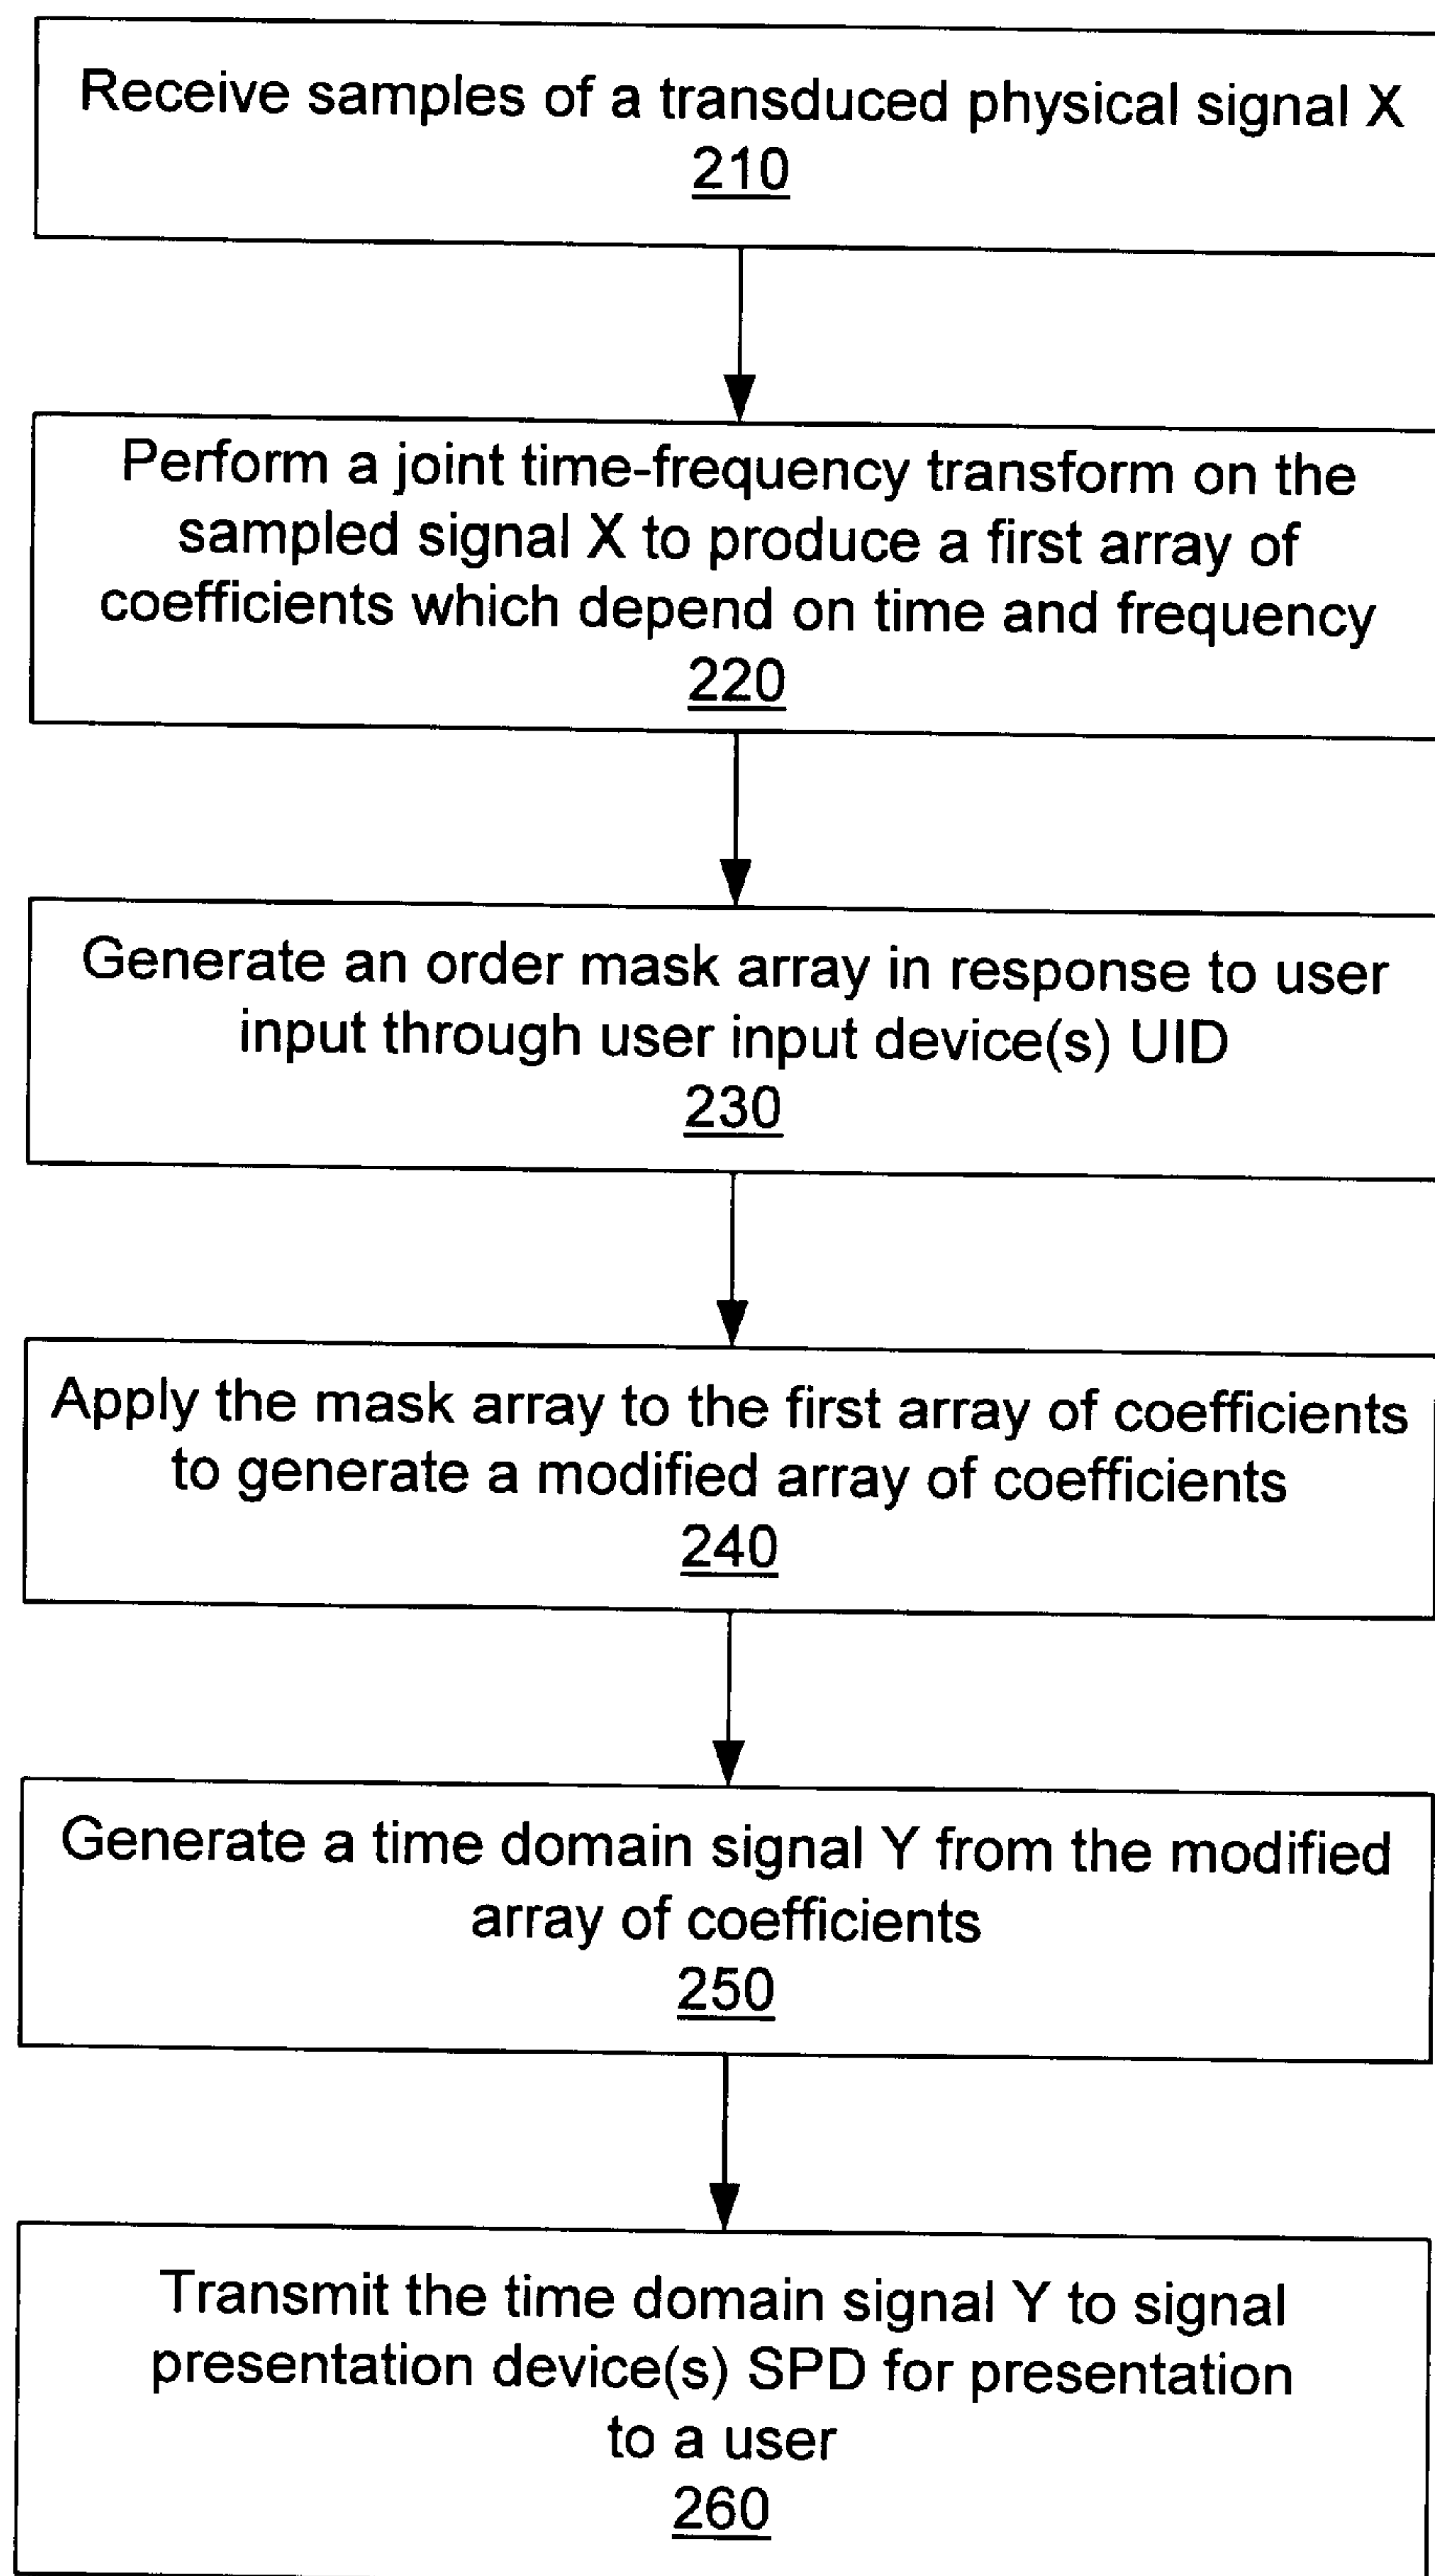 Receive samples of a transduced physical signal X
210
Perform a joint time-frequency transform on the
sampled signal X to produce a first array of
coefficients which depend on time and frequency
220
Generate an order mask array in response to user
input through user input device(s) UID
230
Apply the mask array to the first array of coefficients
to generate a modified array of coefficients
240
Generate a time domain signal Y from the modified
array of coefficients
250
Transmit the time domain signal Y to signal
presentation device(s) SPD for presentation
to a user
260